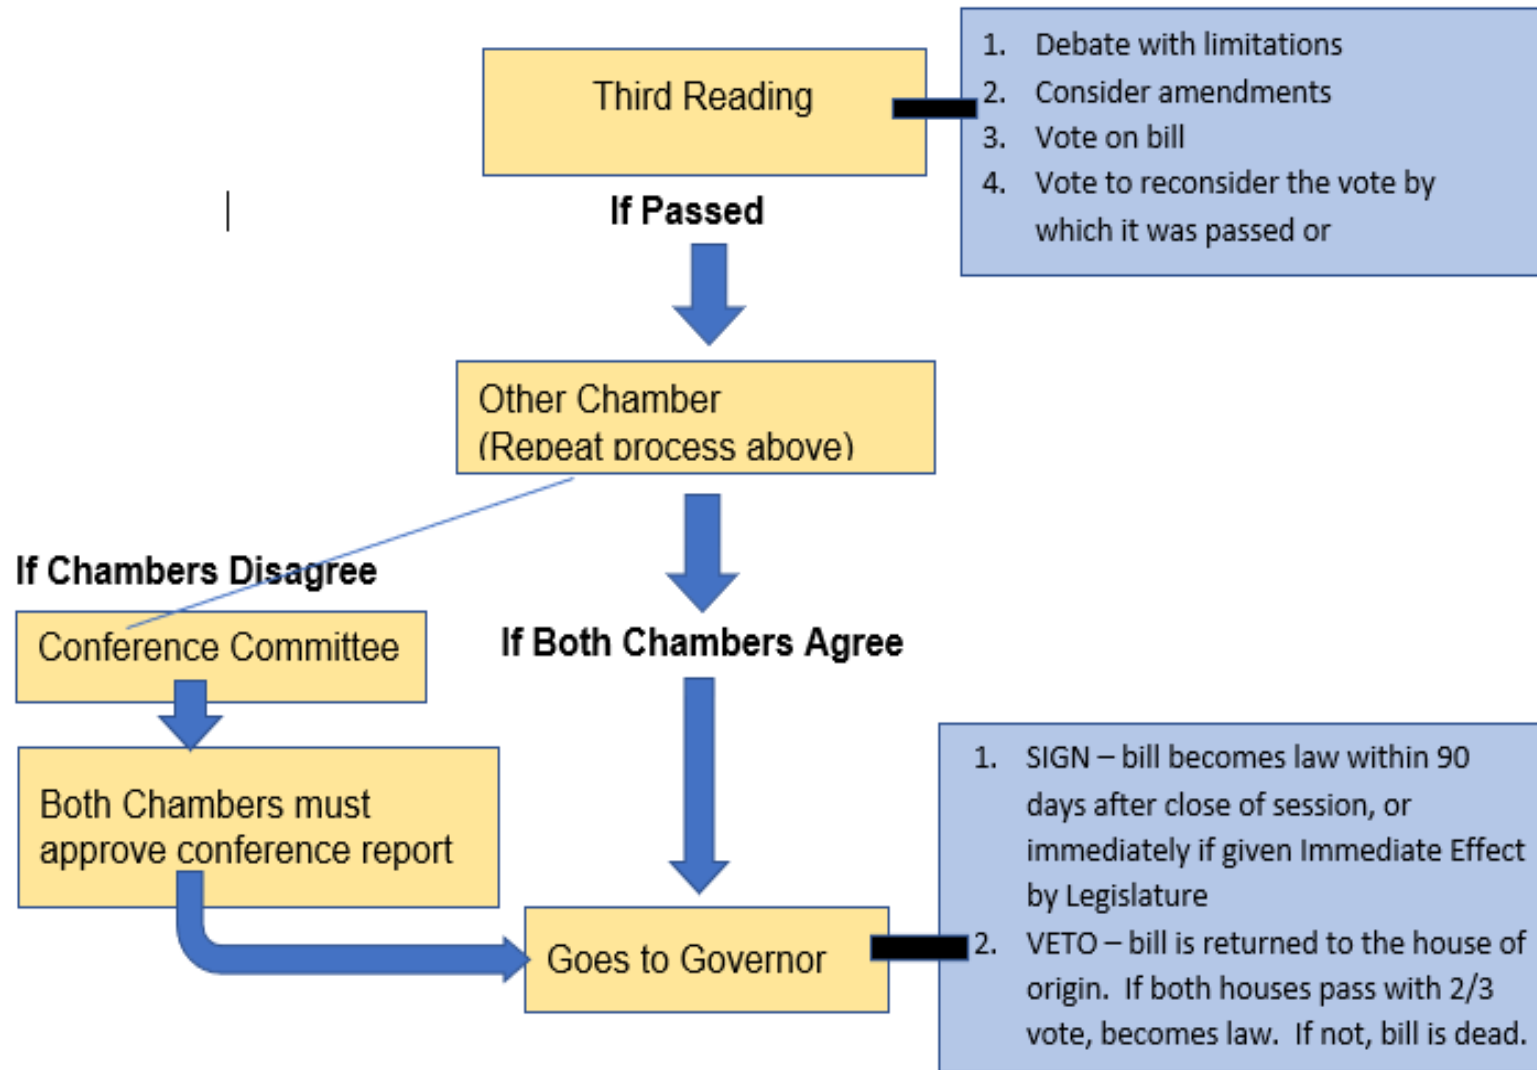 Third Reading
1. Debate with limitations
2. Consider amendments
3. Vote on bill
4. Vote to reconsider the vote by
which it was passed or
If Passed
Other Chamber
(Repeat process above)
If Chambers Disagree
Conference Committee
If Both Chambers Agree
Both Chambers must
approve conference report
Goes to Governor
1. SIGN – bill becomes law within 90
days after close of session, or
immediately if given Immediate Effect
by Legislature
2. VETO – bill is returned to the house of
origin.  If both houses pass with 2/3
vote, becomes law.  If not, bill is dead.